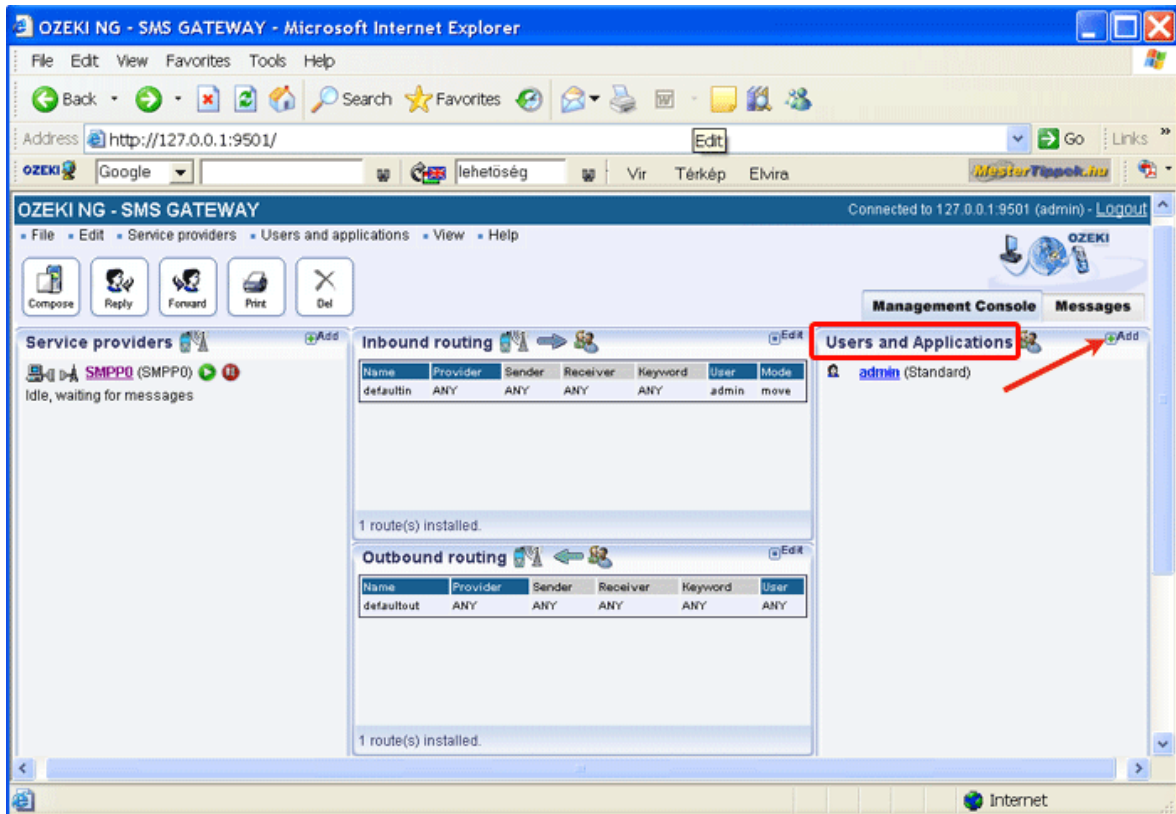 OZEKI NG - SMS GATEWAY - Microsoft Internet Explorer
File Edit View Favorites Tools Help
Back Search Favorites
Address http://127.0.0.1:9501/ Edit Go Links »
OZEKI Google lehetöség Vir Térkép Elvira MesterTippek.hu
OZEKI NG - SMS GATEWAY Connected to 127.0.0.1:9501 (admin) - Logout
File Edit Service providers Users and applications View Help
OZEKI
Compose Reply Forward Print Del
Management Console Messages
Service providers Add
SMPP0 (SMPP0)
Idle, waiting for messages
Inbound routing Edit
Name Provider Sender Receiver Keyword User Mode
defaultin ANY ANY ANY ANY admin move
1 route(s) installed.
Outbound routing Edit
Name Provider Sender Receiver Keyword User
defaultout ANY ANY ANY ANY ANY
1 route(s) installed.
Users and Applications Add
admin (Standard)
Internet